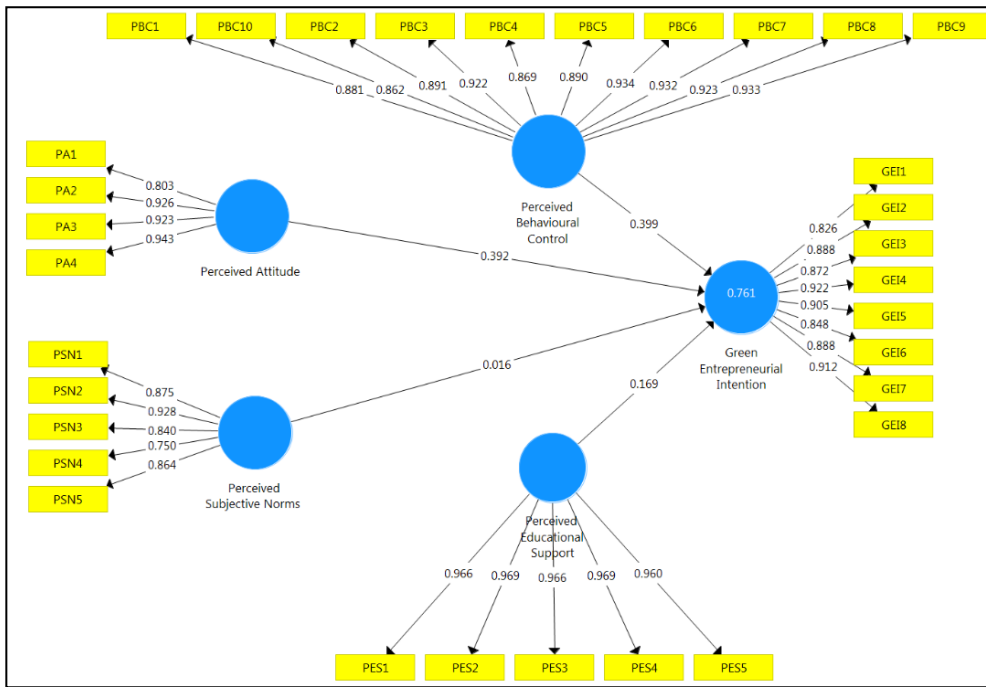 PBC1 PBC10 PBC2 PBC3 PBC4 PBC5 PBC6 PBC7 PBC8 PBC9
0.881 0.862 0.891 0.922 0.869 0.890 0.934 0.932 0.923 0.933
Perceived
Behavioural
Control
PA1
PA2
PA3
PA4
0.803
0.926
0.923
0.943
Perceived Attitude
0.399
0.392
GEI1
GEI2
GEI3
GEI4
GEI5
GEI6
GEI7
GEI8
0.826
0.888
0.872
0.922
0.905
0.848
0.888
0.912
0.761
Green
Entrepreneurial
Intention
PSN1
PSN2
PSN3
PSN4
PSN5
0.875
0.928
0.840
0.750
0.864
Perceived
Subjective Norms
0.016
0.169
Perceived
Educational
Support
0.966 0.969 0.966 0.969 0.960
PES1 PES2 PES3 PES4 PES5